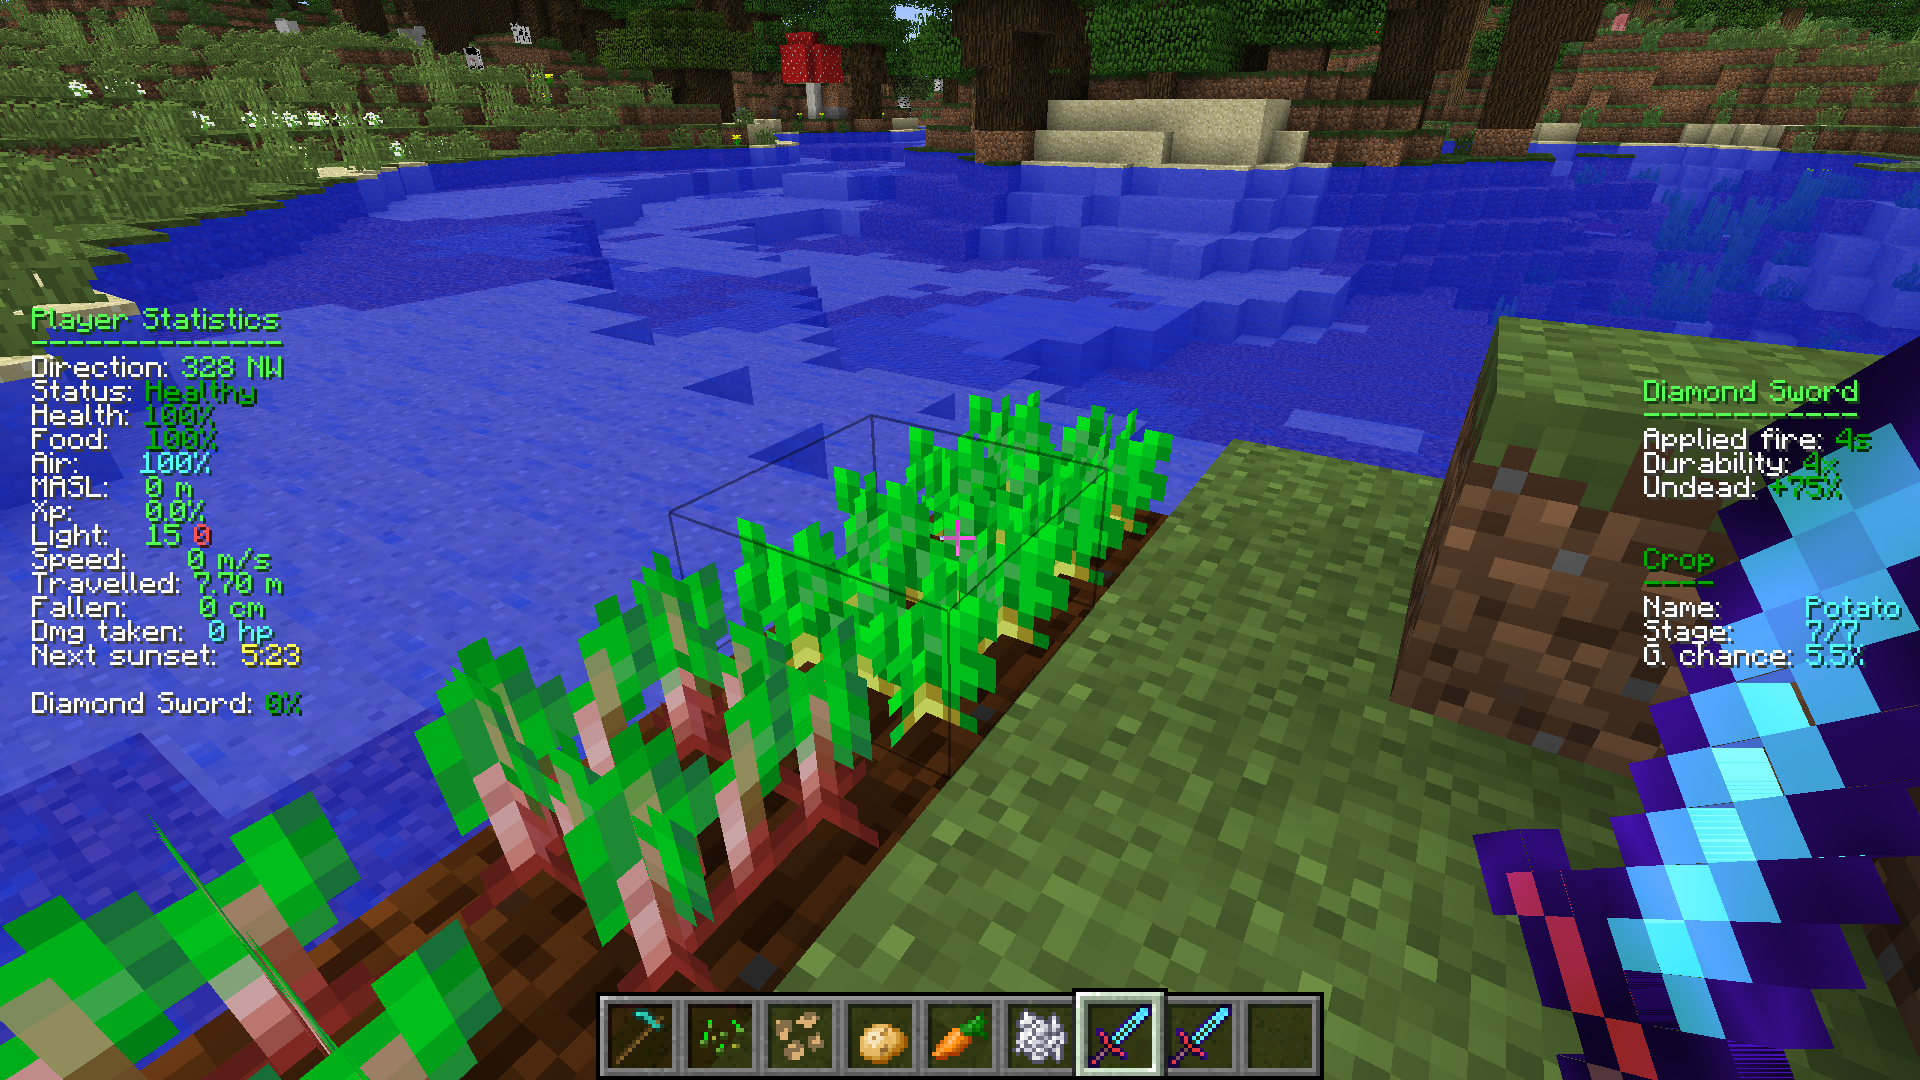 Player Statistics
Direction: 328 NW
Status: Healthy
Health: 100%
Food: 100%
Air: 100%
MASL: 0 m
Xp: 0.0%
Light: 15 0
Speed: 0 m/s
Travelled: 7.70 m
Fallen: 0 cm
Dmg taken: 0 hp
Next sunset: 5:23
Diamond Sword: 0%
Diamond Sword
Applied fire: 4s
Durability: 4x
Undead: +75%
Crop
Name: Potato
Stage: 7/7
G. chance: 5.5%